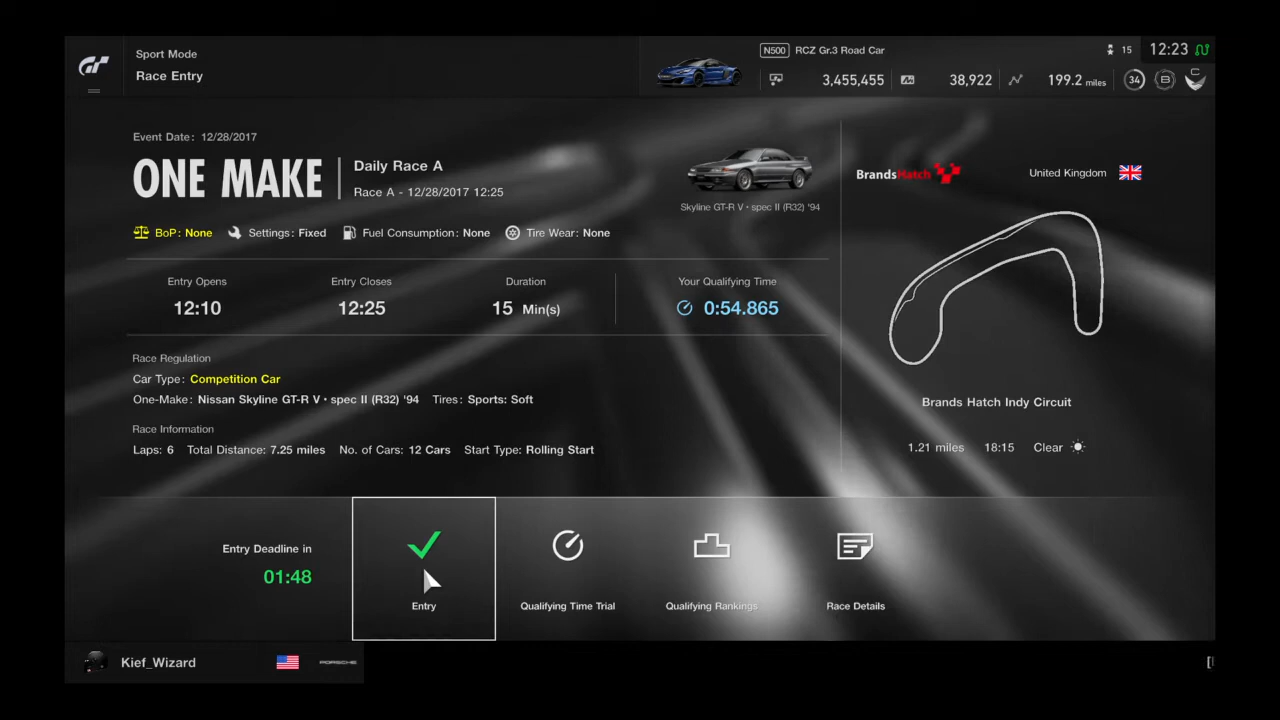 Sport Mode
Race Entry
N500 RCZ Gr.3 Road Car
15 12:23
3,455,455 38,922 199.2 miles 34 B C
Event Date: 12/28/2017
ONE MAKE
Daily Race A
Race A - 12/28/2017 12:25
Skyline GT-R V・spec II (R32) '94
BoP: None Settings: Fixed Fuel Consumption: None Tire Wear: None
Entry Opens Entry Closes Duration Your Qualifying Time
12:10 12:25 15 Min(s) 0:54.865
Race Regulation
Car Type: Competition Car
One-Make: Nissan Skyline GT-R V・spec II (R32) '94 Tires: Sports: Soft
Race Information
Laps: 6 Total Distance: 7.25 miles No. of Cars: 12 Cars Start Type: Rolling Start
BrandsHatch United Kingdom
Brands Hatch Indy Circuit
1.21 miles 18:15 Clear
Entry Deadline in
01:48
Entry
Qualifying Time Trial
Qualifying Rankings
Race Details
Kief_Wizard PORSCHE